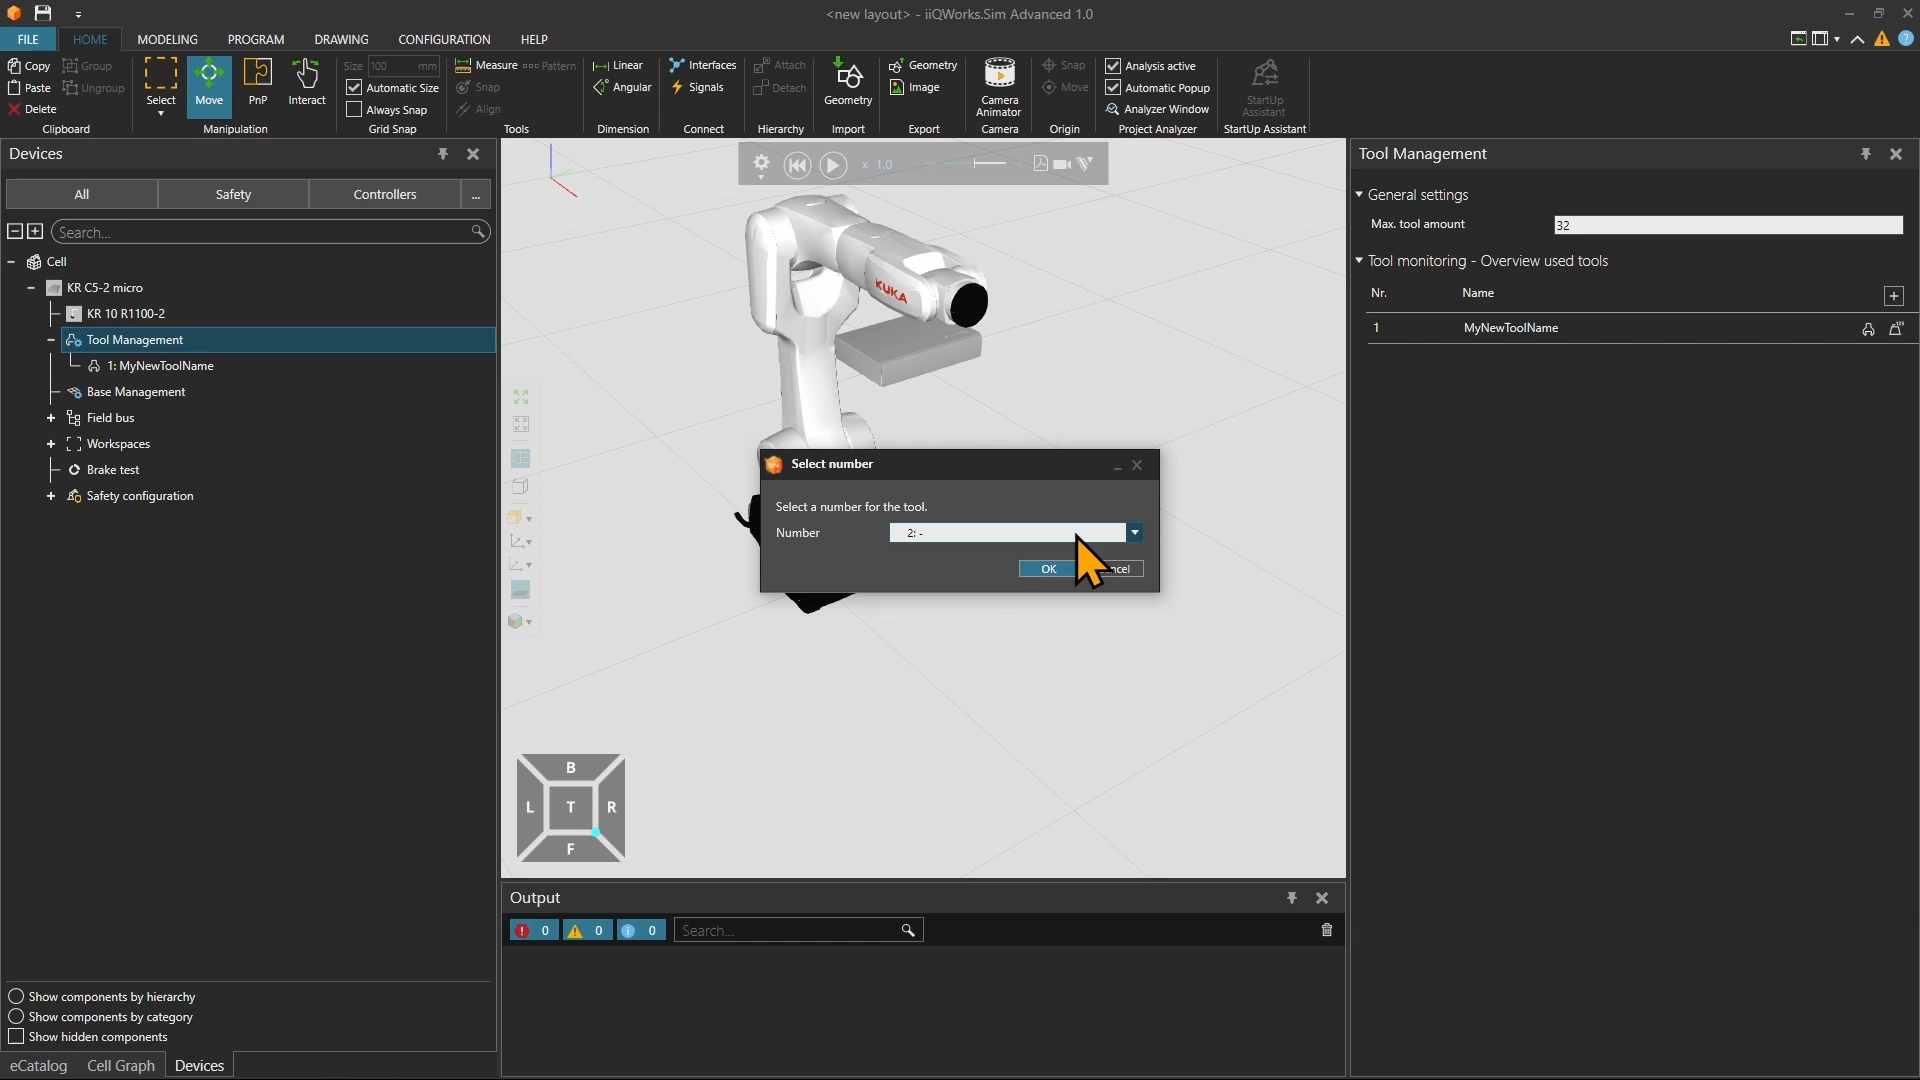 <new layout> - iiQWorks.Sim Advanced 1.0
FILE HOME MODELING PROGRAM DRAWING CONFIGURATION HELP
Copy Group
Paste Ungroup
Delete
Clipboard
Select Move PnP Interact
Manipulation
Size 100 mm
Automatic Size
Always Snap
Grid Snap
Measure Pattern
Snap
Align
Tools
Linear
Angular
Dimension
Interfaces
Signals
Connect
Attach
Detach
Hierarchy
Geometry
Import
Geometry
Image
Export
Camera
Animator
Camera
Snap
Move
Origin
Analysis active
Automatic Popup
Analyzer Window
Project Analyzer
StartUp
Assistant
StartUp Assistant
Devices
All Safety Controllers ...
Search...
Cell
KR C5-2 micro
KR 10 R1100-2
Tool Management
1: MyNewToolName
Base Management
Field bus
Workspaces
Brake test
Safety configuration
Show components by hierarchy
Show components by category
Show hidden components
eCatalog Cell Graph Devices
x 1.0
KUKA
Select number
Select a number for the tool.
Number 2: -
OK ncel
B
L T R
F
Output
0 0 0 Search...
Tool Management
General settings
Max. tool amount 32
Tool monitoring - Overview used tools
Nr. Name
1 MyNewToolName